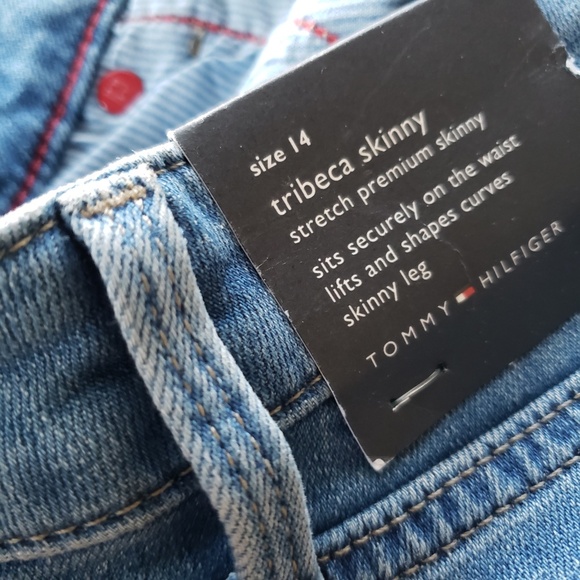 size 14
tribeca skinny
stretch premium skinny
sits securely on the waist
lifts and shapes curves
skinny leg
TOMMY HILFIGER